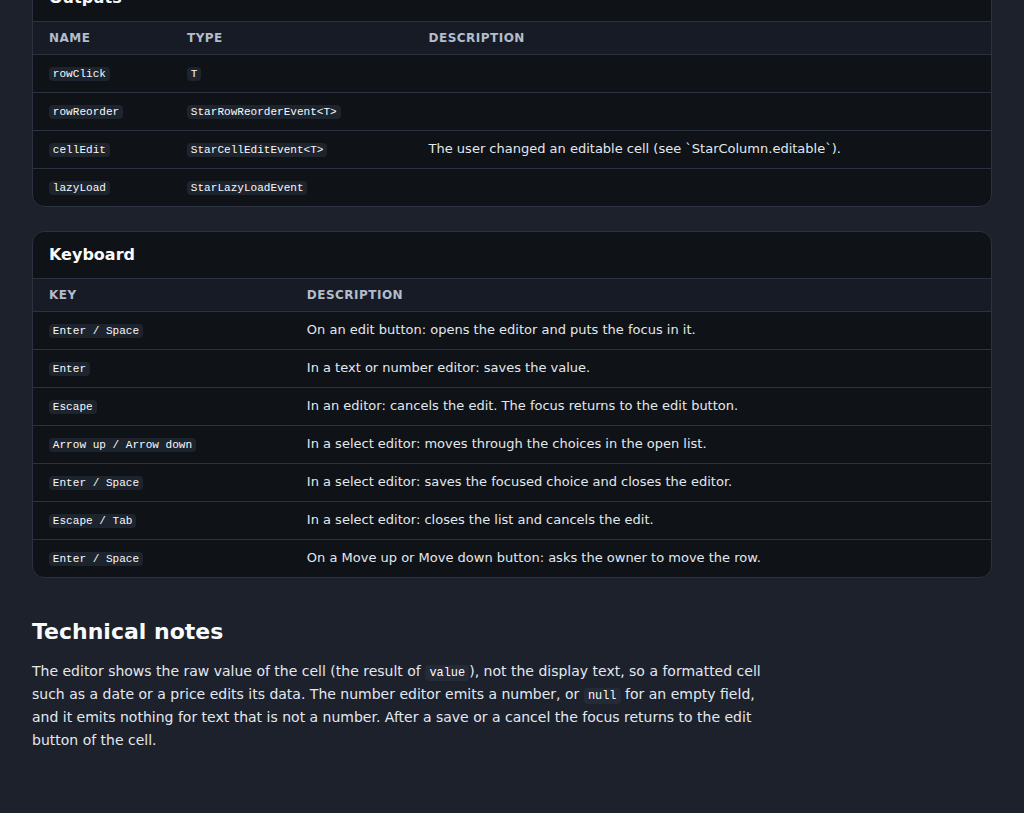 Outputs
NAME TYPE DESCRIPTION
rowClick T
rowReorder StarRowReorderEvent<T>
cellEdit StarCellEditEvent<T> The user changed an editable cell (see `StarColumn.editable`).
lazyLoad StarLazyLoadEvent
Keyboard
KEY DESCRIPTION
Enter / Space On an edit button: opens the editor and puts the focus in it.
Enter In a text or number editor: saves the value.
Escape In an editor: cancels the edit. The focus returns to the edit button.
Arrow up / Arrow down In a select editor: moves through the choices in the open list.
Enter / Space In a select editor: saves the focused choice and closes the editor.
Escape / Tab In a select editor: closes the list and cancels the edit.
Enter / Space On a Move up or Move down button: asks the owner to move the row.
Technical notes
The editor shows the raw value of the cell (the result of value), not the display text, so a formatted cell
such as a date or a price edits its data. The number editor emits a number, or null for an empty field,
and it emits nothing for text that is not a number. After a save or a cancel the focus returns to the edit
button of the cell.